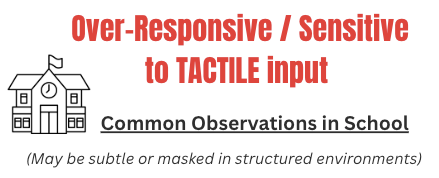 Over-Responsive / Sensitive
to TACTILE input
Common Observations in School
(May be subtle or masked in structured environments)